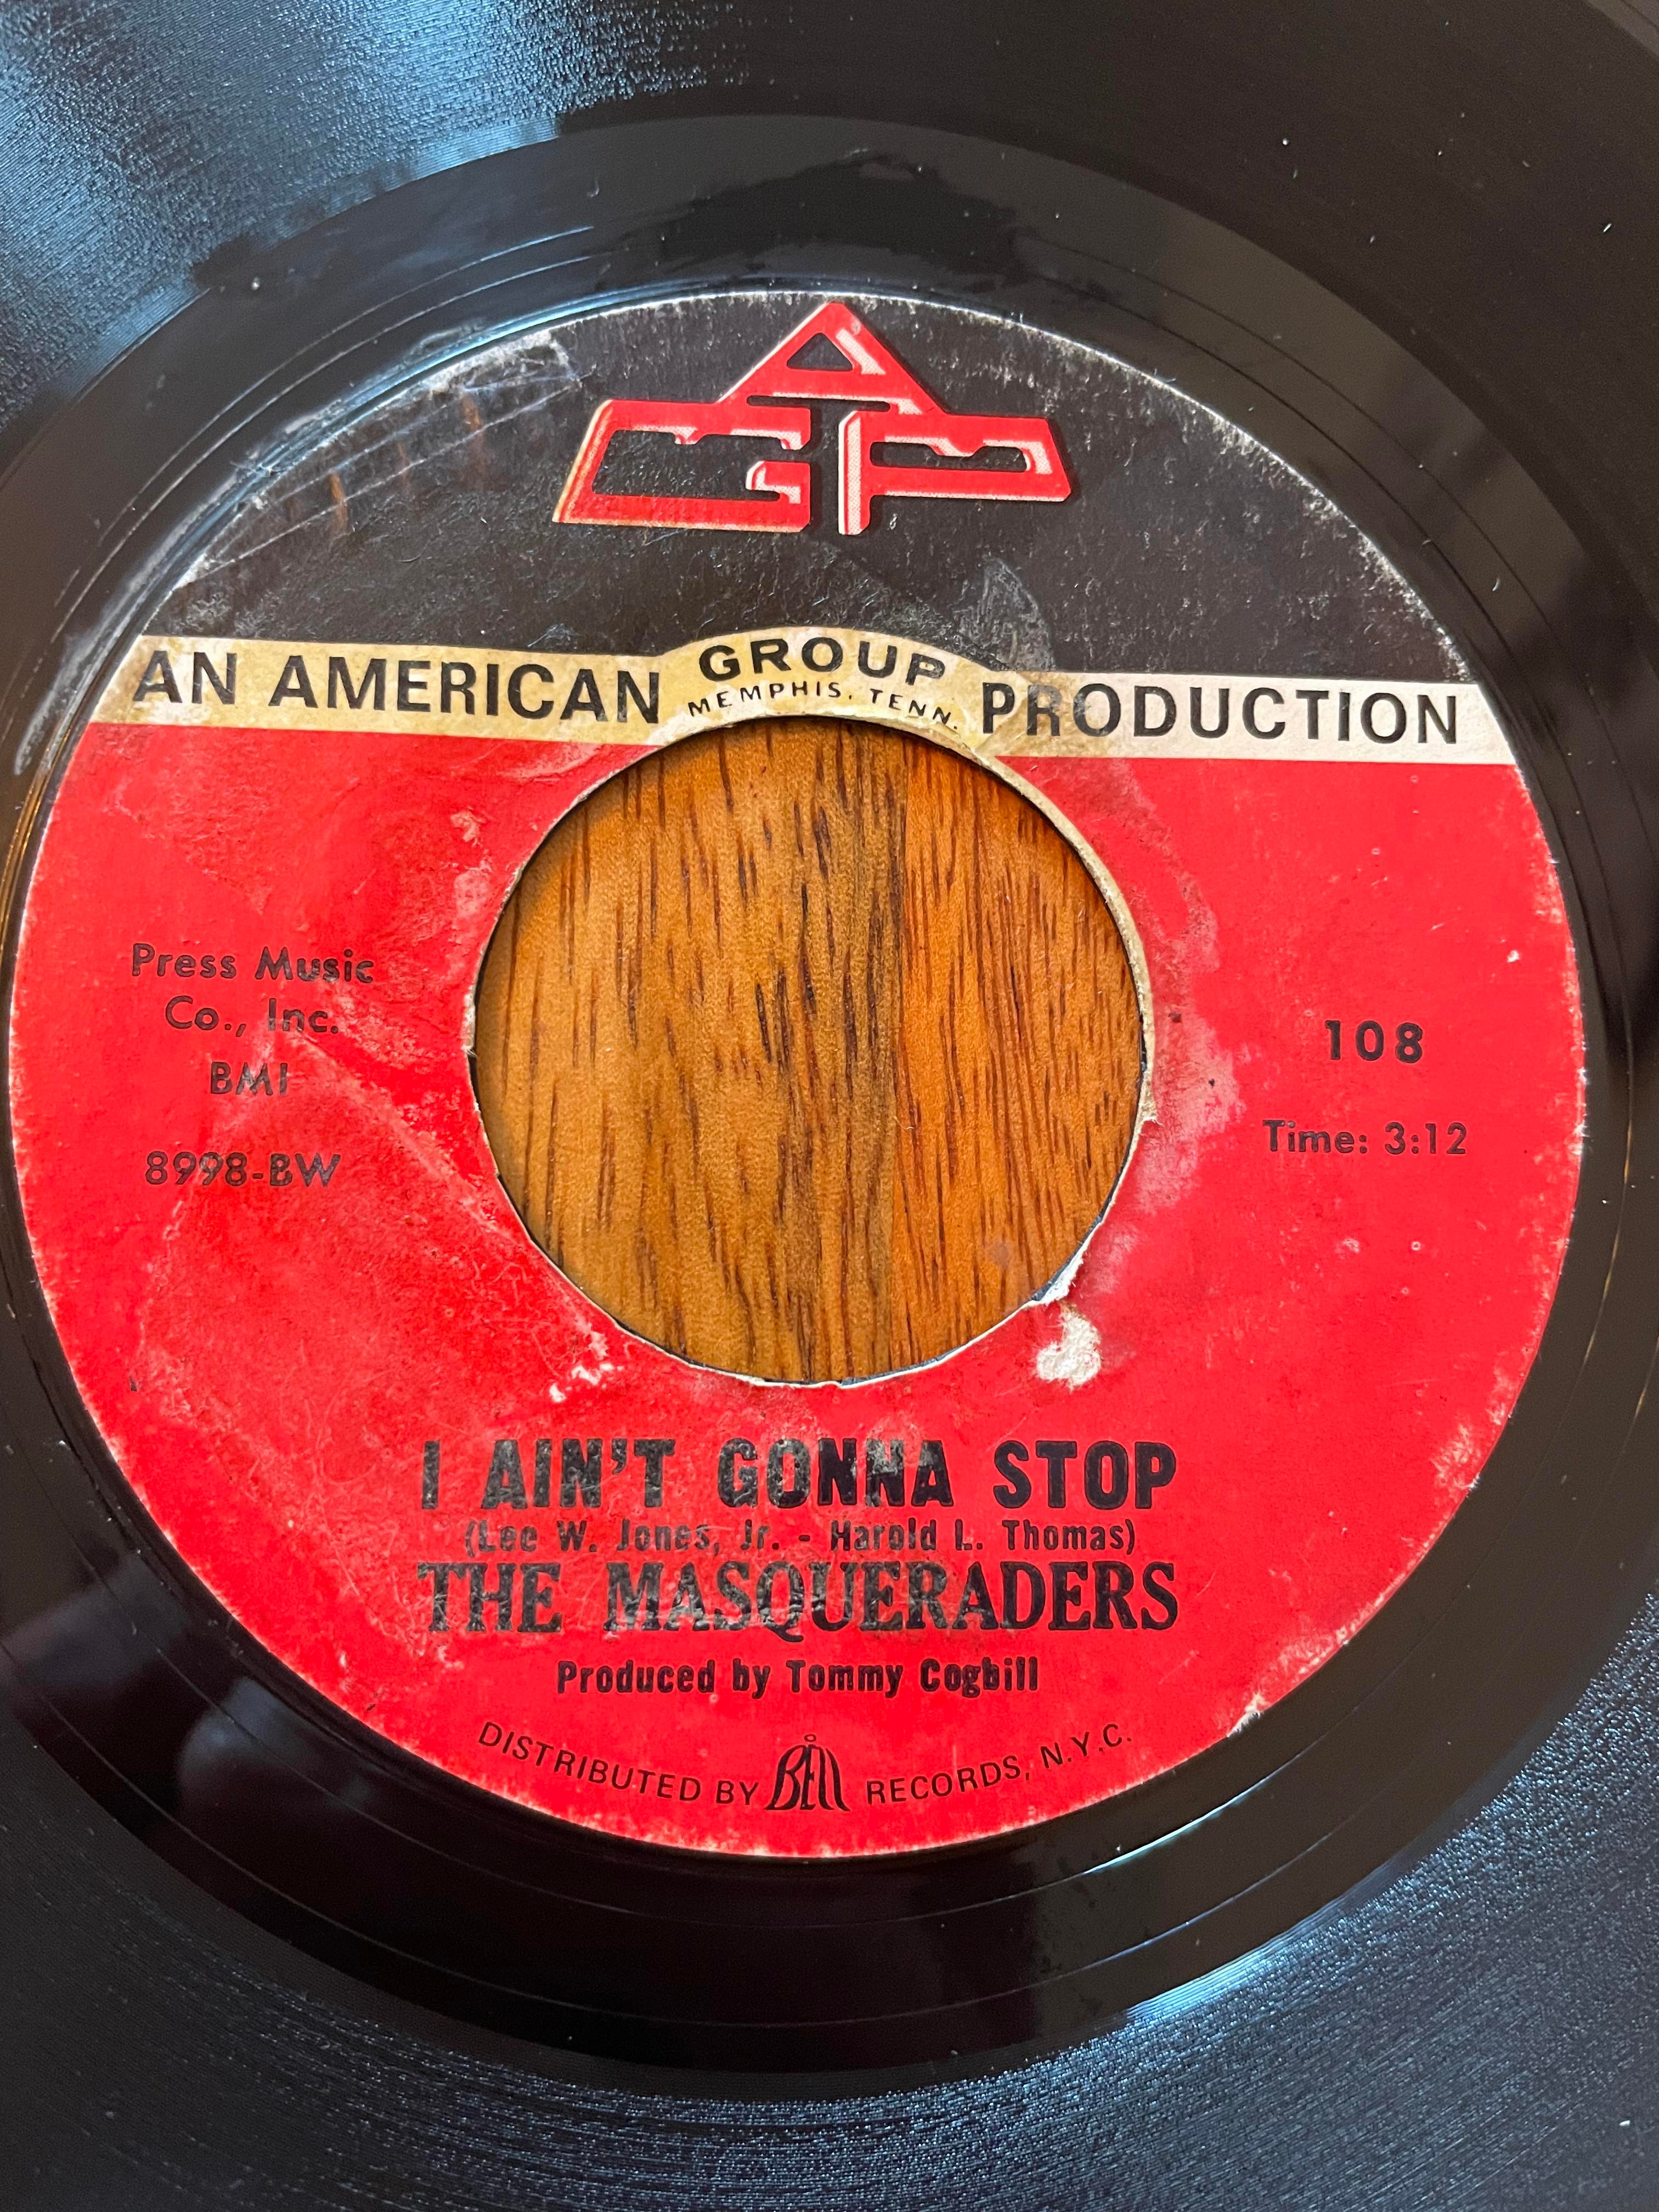 AGP
AN AMERICAN GROUP PRODUCTION
MEMPHIS, TENN.
Press Music
Co., Inc.
BMI
8998-BW
108
Time: 3:12
I AIN'T GONNA STOP
(Lee W. Jones, Jr. - Harold L. Thomas)
THE MASQUERADERS
Produced by Tommy Cogbill
DISTRIBUTED BY BELL RECORDS, N.Y.C.